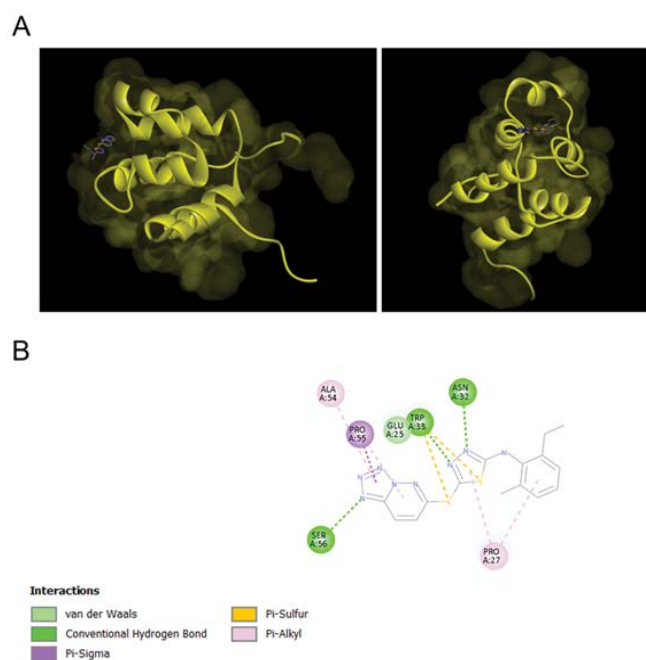 A
B
ALA
A:54
ASN
A:32
PRO
A:55
GLU
A:25
TRP
A:33
SER
A:56
PRO
A:27
Interactions
van der Waals
Conventional Hydrogen Bond
Pi-Sigma
Pi-Sulfur
Pi-Alkyl